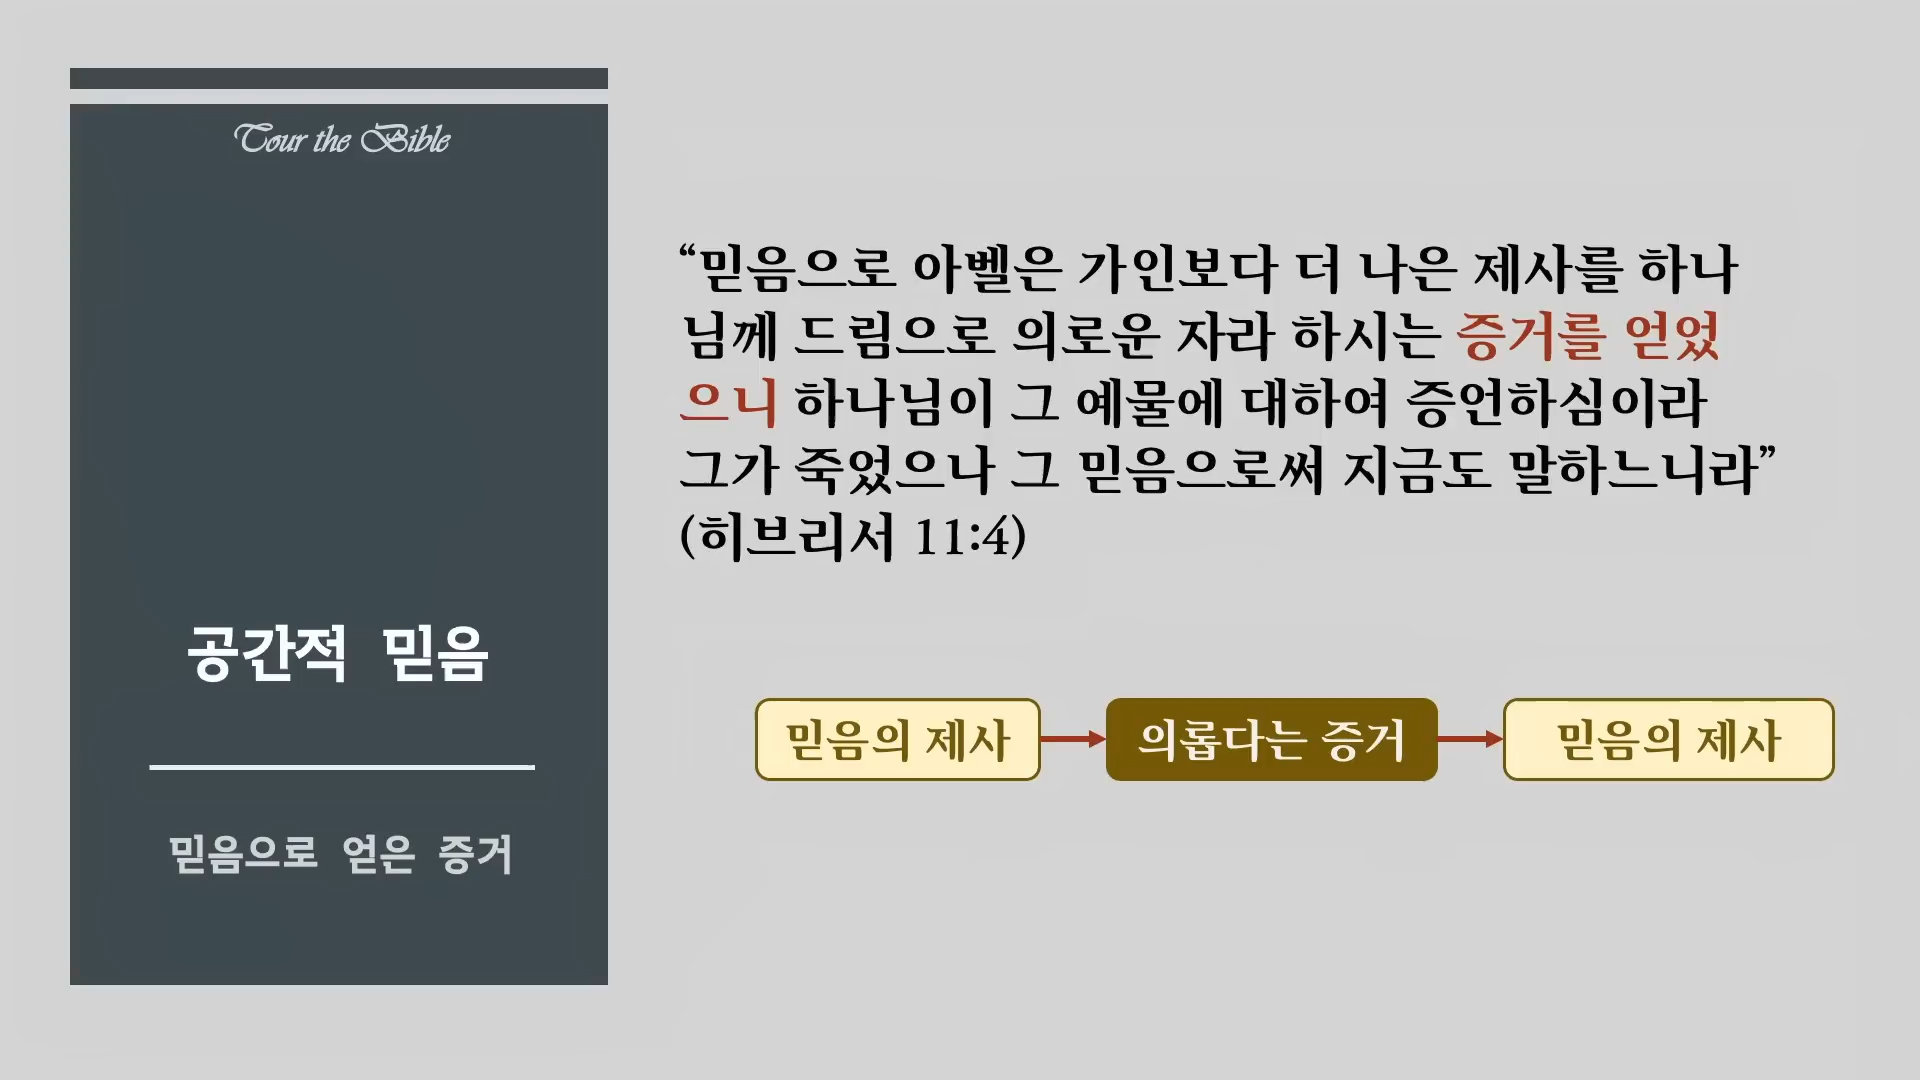 Tour the Bible
공간적 믿음
믿음으로 얻은 증거
“믿음으로 아벨은 가인보다 더 나은 제사를 하나
님께 드림으로 의로운 자라 하시는 증거를 얻었
으니 하나님이 그 예물에 대하여 증언하심이라
그가 죽었으나 그 믿음으로써 지금도 말하느니라”
(히브리서 11:4)
믿음의 제사
의롭다는 증거
믿음의 제사